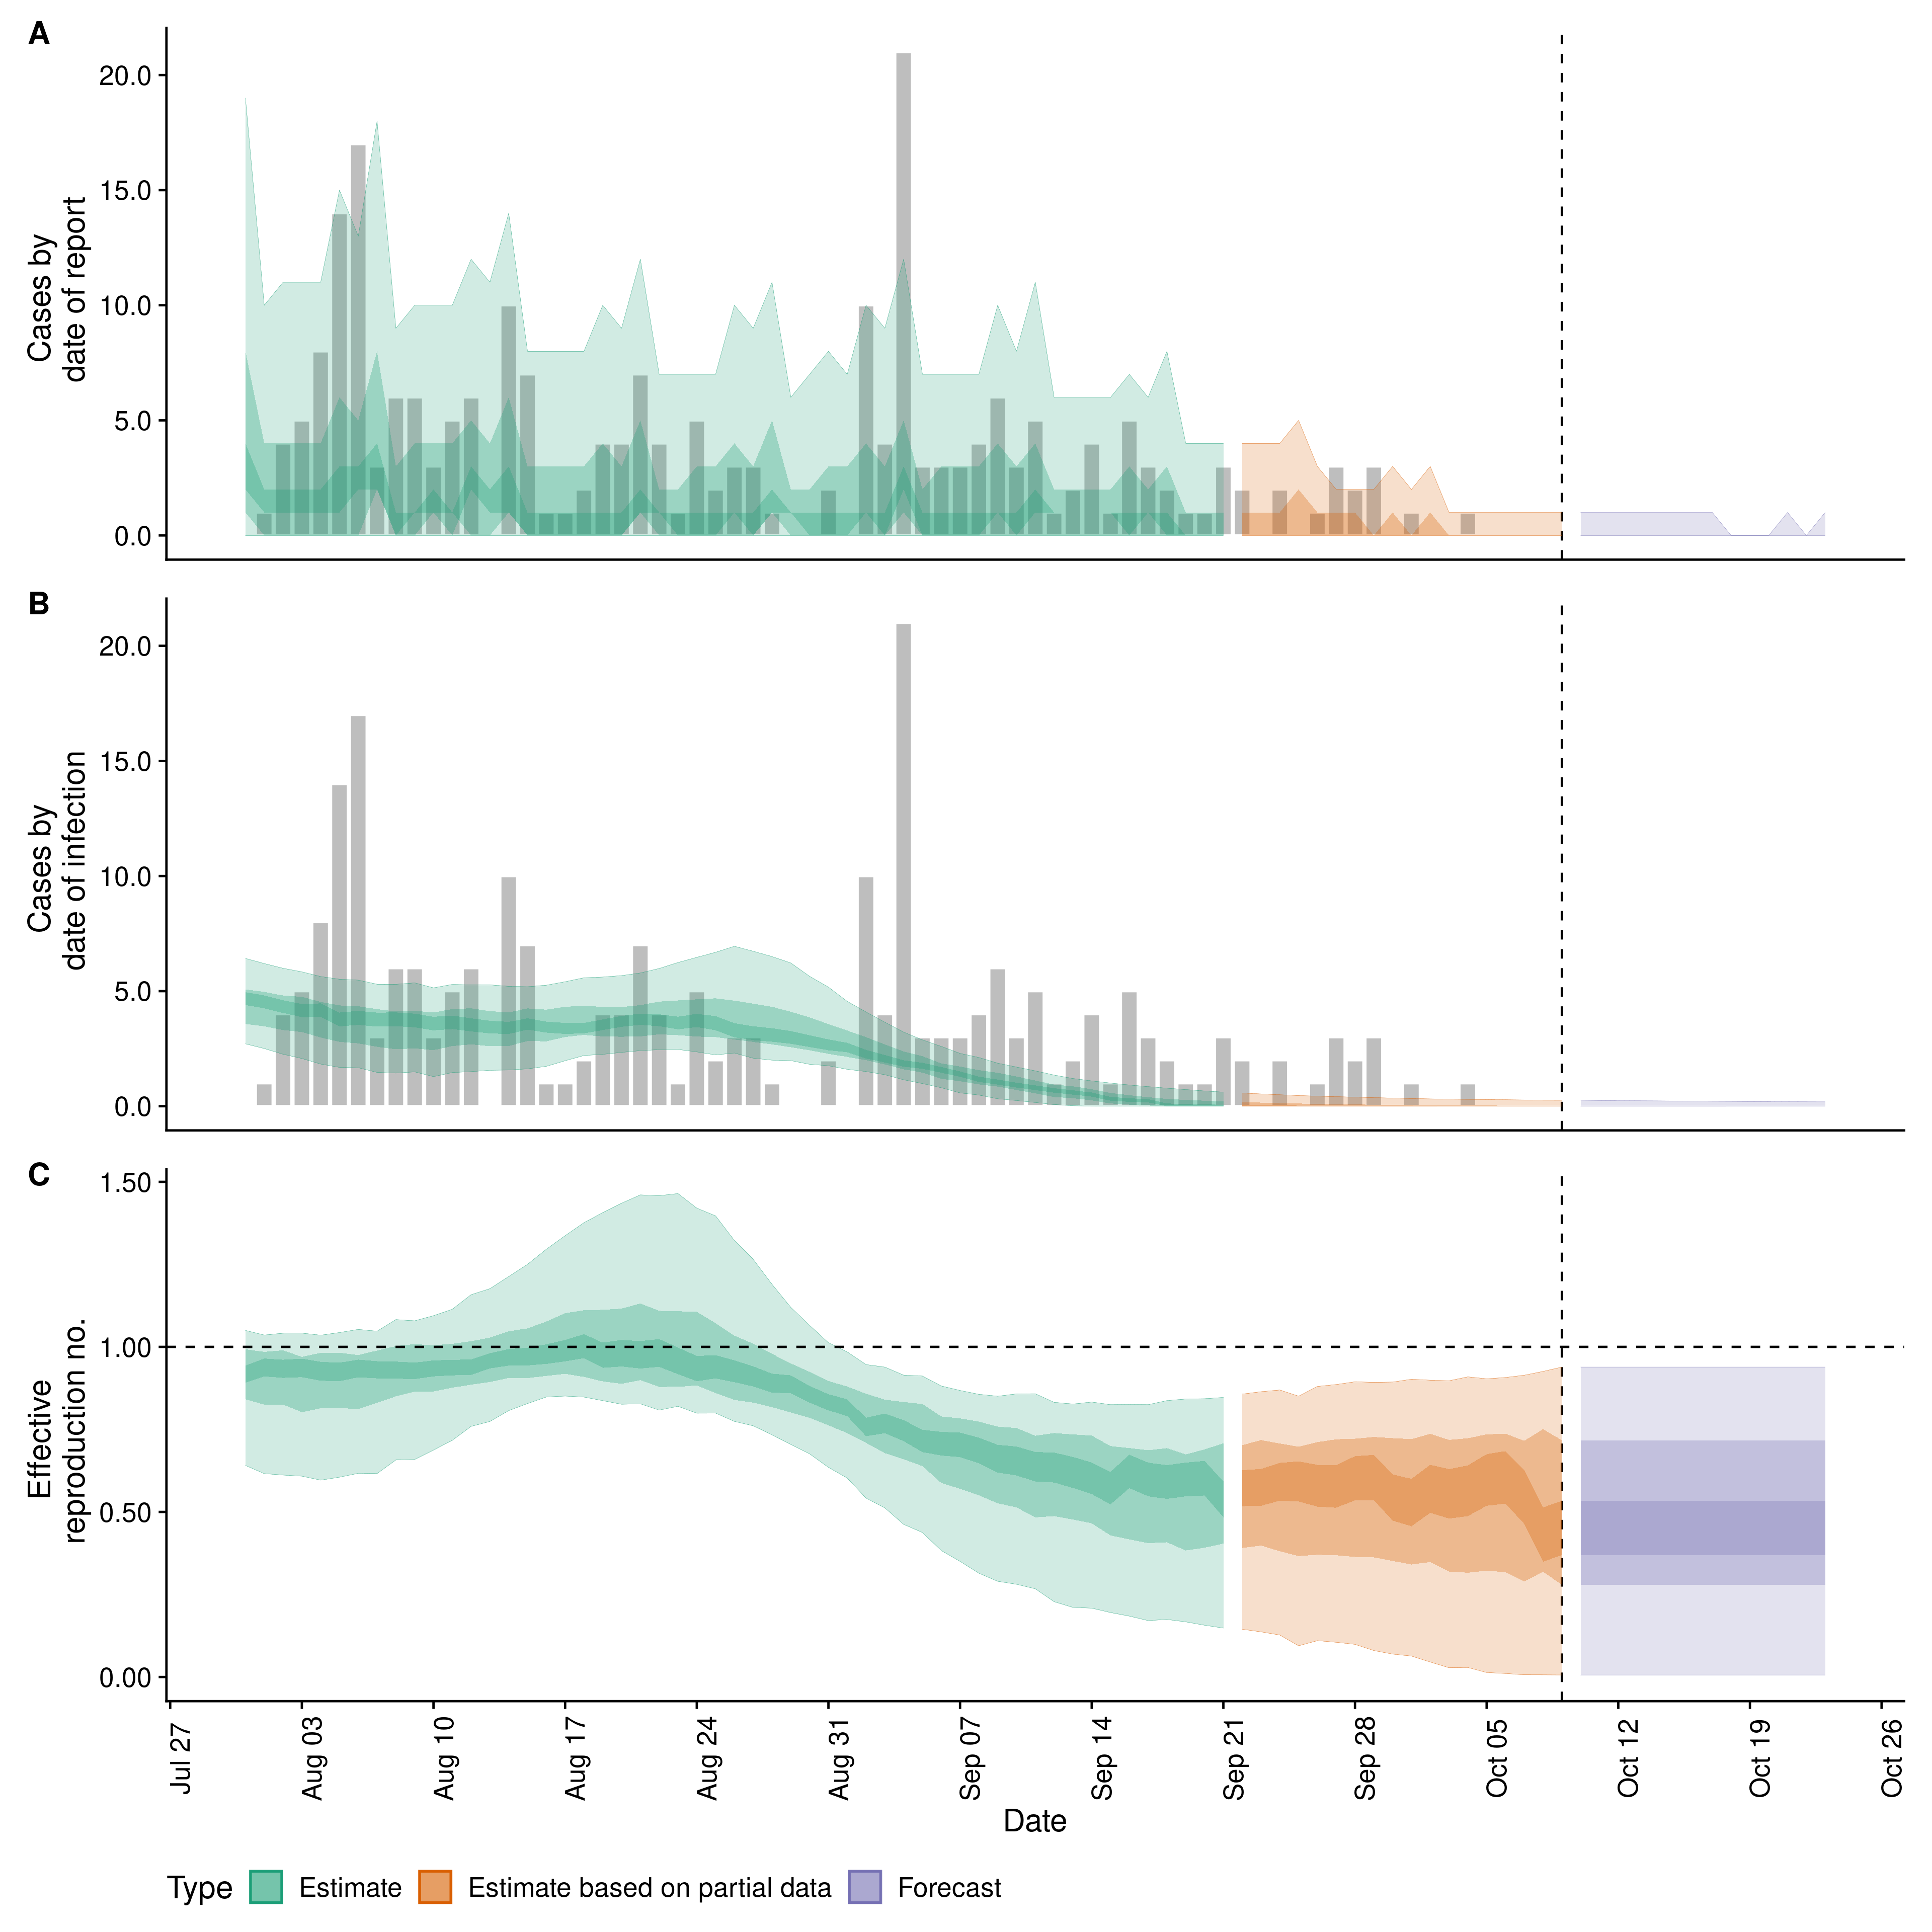 A
Cases by
date of report
20.0
15.0
10.0
5.0
0.0
B
Cases by
date of infection
20.0
15.0
10.0
5.0
0.0
C
Effective
reproduction no.
1.50
1.00
0.50
0.00
Jul 27
Aug 03
Aug 10
Aug 17
Aug 24
Aug 31
Sep 07
Sep 14
Sep 21
Sep 28
Oct 05
Oct 12
Oct 19
Oct 26
Date
Type Estimate Estimate based on partial data Forecast